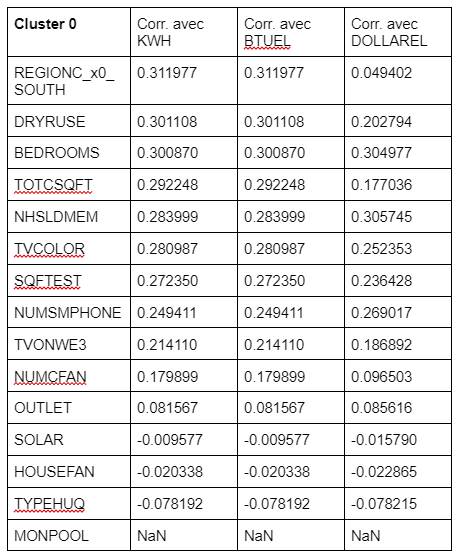 Cluster 0 Corr. avec KWH Corr. avec BTUEL Corr. avec DOLLAREL
REGIONC_x0_SOUTH 0.311977 0.311977 0.049402
DRYRUSE 0.301108 0.301108 0.202794
BEDROOMS 0.300870 0.300870 0.304977
TOTCSQFT 0.292248 0.292248 0.177036
NHSLDMEM 0.283999 0.283999 0.305745
TVCOLOR 0.280987 0.280987 0.252353
SQFTEST 0.272350 0.272350 0.236428
NUMSMPHONE 0.249411 0.249411 0.269017
TVONWE3 0.214110 0.214110 0.186892
NUMCFAN 0.179899 0.179899 0.096503
OUTLET 0.081567 0.081567 0.085616
SOLAR -0.009577 -0.009577 -0.015790
HOUSEFAN -0.020338 -0.020338 -0.022865
TYPEHUQ -0.078192 -0.078192 -0.078215
MONPOOL NaN NaN NaN